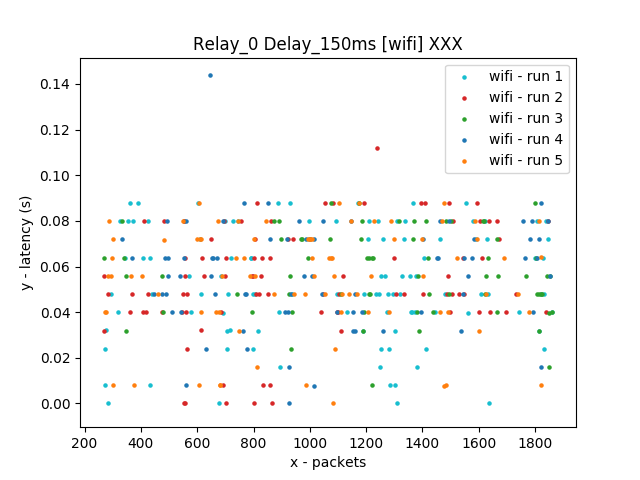 Relay_0 Delay_150ms [wifi] XXX
y - latency (s)
0.14
0.12
0.10
0.08
0.06
0.04
0.02
0.00
wifi - run 1
wifi - run 2
wifi - run 3
wifi - run 4
wifi - run 5
200 400 600 800 1000 1200 1400 1600 1800
x - packets